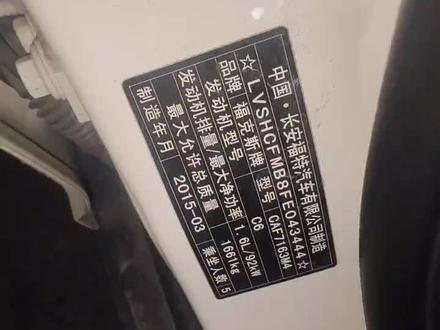 中国·长安福特汽车有限公司制造
☆LVSHCFMB8FE043444☆
品牌 福克斯牌 型号 CAF7163M4
发动机型号 C6
发动机排量 最大净功率 1.6L/92kW
最大允许总质量 1661kg
制造年月 2015-03 乘坐人数 5